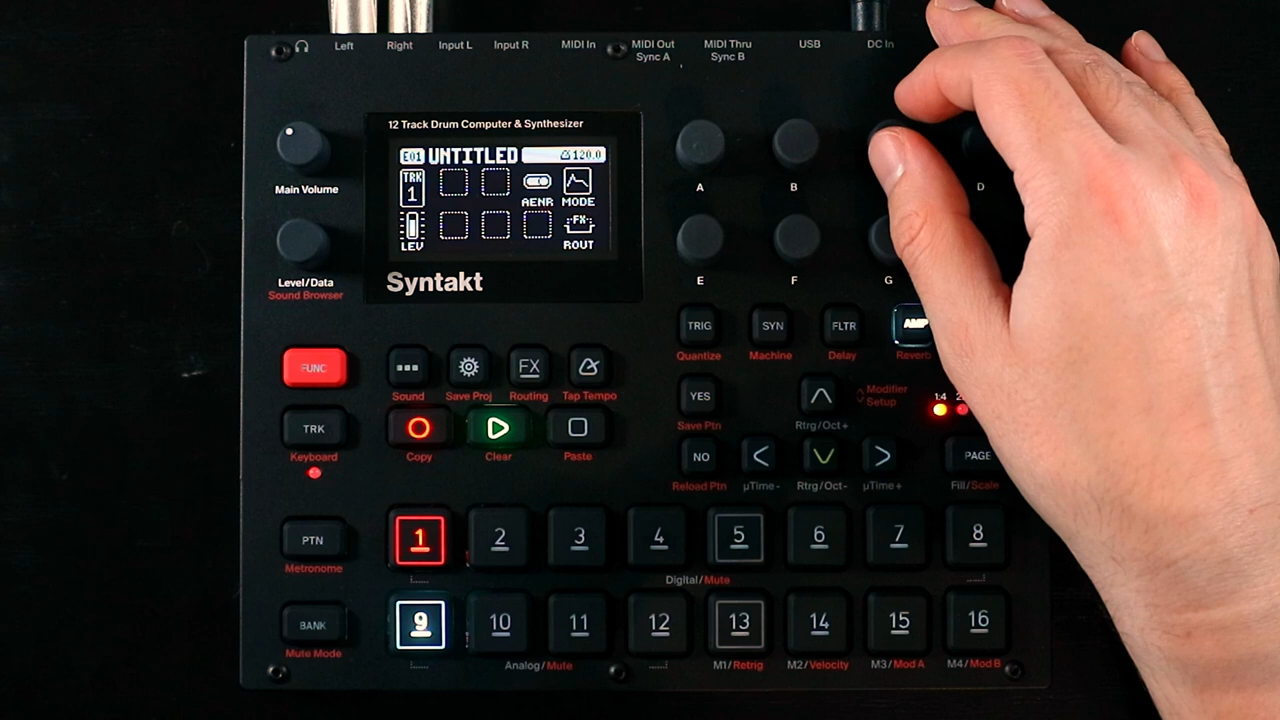 Left Right Input L Input R MIDI In MIDI Out MIDI Thru USB DC In
Sync A Sync B
12 Track Drum Computer & Synthesizer
E01 UNTITLED 120.0
TRK
1
AENR MODE
FX
LEV ROUT
Syntakt
Main Volume
Level/Data
Sound Browser
A B D
E F G
TRIG SYN FLTR AMP
Quantize Machine Delay Reverb
FUNC FX
Sound Save Proj Routing Tap Tempo
YES Modifier
Setup
1:4
Save Ptn Rtrg/Oct+
TRK
Keyboard Copy Clear Paste
NO PAGE
Reload Ptn µTime- Rtrg/Oct- µTime+ Fill/Scale
PTN 1 2 3 4 5 6 7 8
Metronome
Digital/Mute
BANK 9 10 11 12 13 14 15 16
Mute Mode
Analog/Mute M1/Retrig M2/Velocity M3/Mod A M4/Mod B